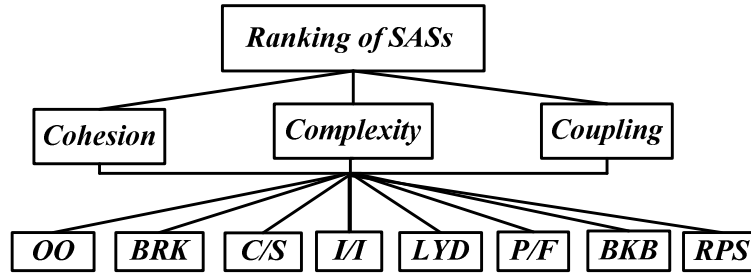 Ranking of SASs
Cohesion
Complexity
Coupling
OO
BRK
C/S
I/I
LYD
P/F
BKB
RPS